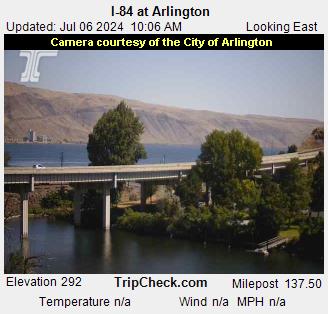 I-84 at Arlington
Updated: Jul 06 2024 10:06 AM Looking East
Camera courtesy of the City of Arlington
Elevation 292 TripCheck.com Milepost 137.50
Temperature n/a Wind n/a MPH n/a